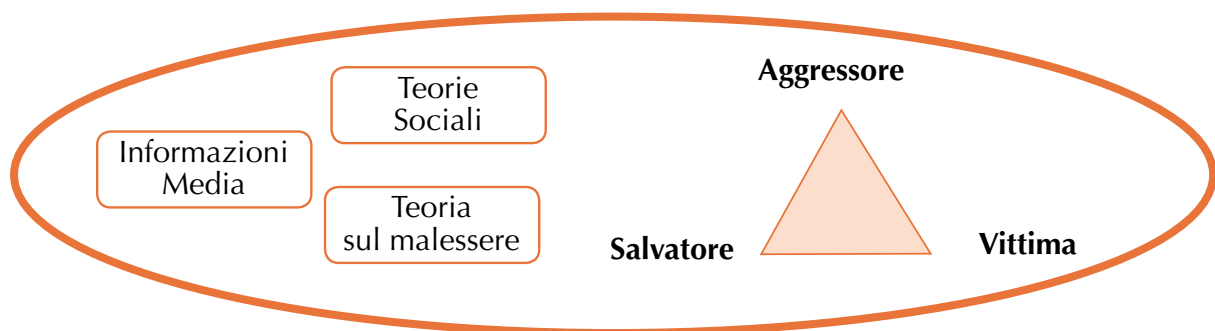 Informazioni
Media
Teorie
Sociali
Teoria
sul malessere
Aggressore
Salvatore
Vittima